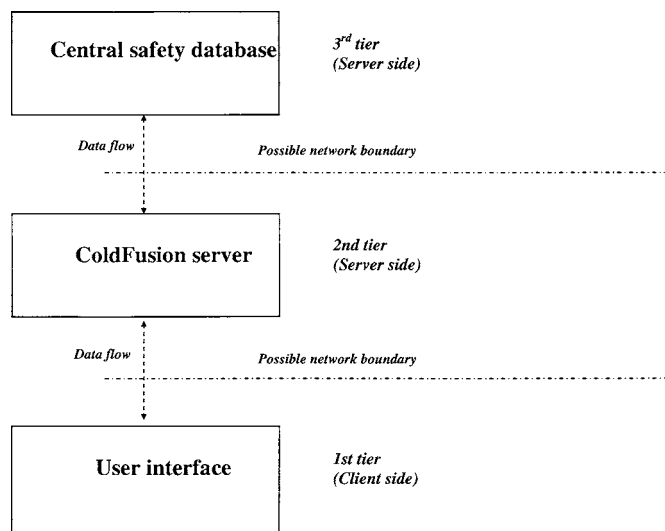 Central safety database
3rd tier
(Server side)
Data flow
Possible network boundary
ColdFusion server
2nd tier
(Server side)
Data flow
Possible network boundary
User interface
1st tier
(Client side)